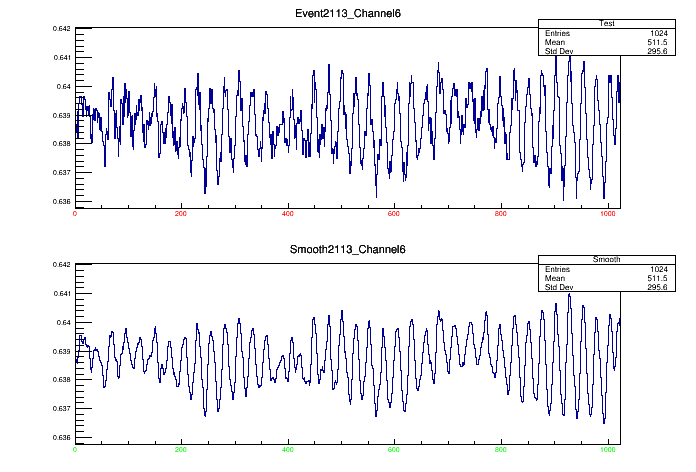 Event2113_Channel6
Test
Entries 1024
Mean 511.5
Std Dev 295.6
0.642
0.641
0.64
0.639
0.638
0.637
0.636
0 200 400 600 800 1000
Smooth2113_Channel6
Smooth
Entries 1024
Mean 511.5
Std Dev 295.6
0.642
0.641
0.64
0.639
0.638
0.637
0.636
0 200 400 600 800 1000